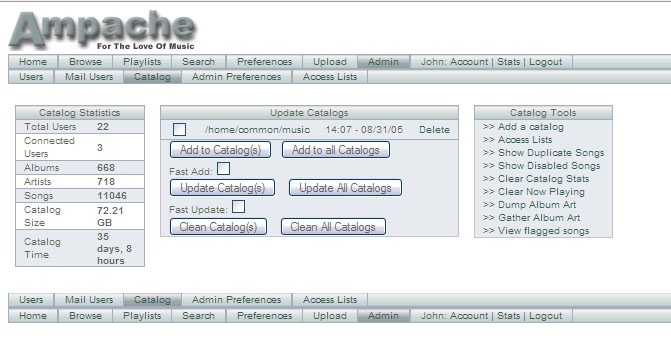 Ampache
For The Love Of Music
Home Browse Playlists Search Preferences Upload Admin John: Account | Stats | Logout
Users Mail Users Catalog Admin Preferences Access Lists
Catalog Statistics
Total Users 22
Connected Users 3
Albums 668
Artists 718
Songs 11046
Catalog Size 72.21 GB
Catalog Time 35 days, 8 hours
Update Catalogs
/home/common/music 14:07 - 08/31/05 Delete
Add to Catalog(s) Add to all Catalogs
Fast Add:
Update Catalog(s) Update All Catalogs
Fast Update:
Clean Catalog(s) Clean All Catalogs
Catalog Tools
>> Add a catalog
>> Access Lists
>> Show Duplicate Songs
>> Show Disabled Songs
>> Clear Catalog Stats
>> Clear Now Playing
>> Dump Album Art
>> Gather Album Art
>> View flagged songs
Users Mail Users Catalog Admin Preferences Access Lists
Home Browse Playlists Search Preferences Upload Admin John: Account | Stats | Logout